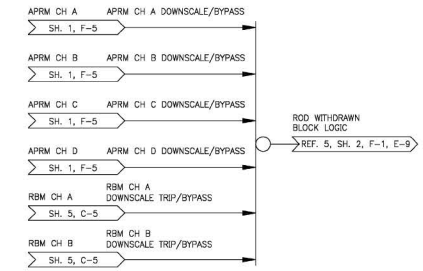 APRM CH A APRM CH A DOWNSCALE/BYPASS
SH. 1, F-5
APRM CH B APRM CH B DOWNSCALE/BYPASS
SH. 1, F-5
APRM CH C APRM CH C DOWNSCALE/BYPASS
SH. 1, F-5
APRM CH D APRM CH D DOWNSCALE/BYPASS
SH. 1, F-5
RBM CH A
RBM CH A
DOWNSCALE TRIP/BYPASS
SH. 5, C-5
RBM CH B
RBM CH B
DOWNSCALE TRIP/BYPASS
SH. 5, C-5
ROD WITHDRAWN
BLOCK LOGIC
REF. 5, SH. 2, F-1, E-9